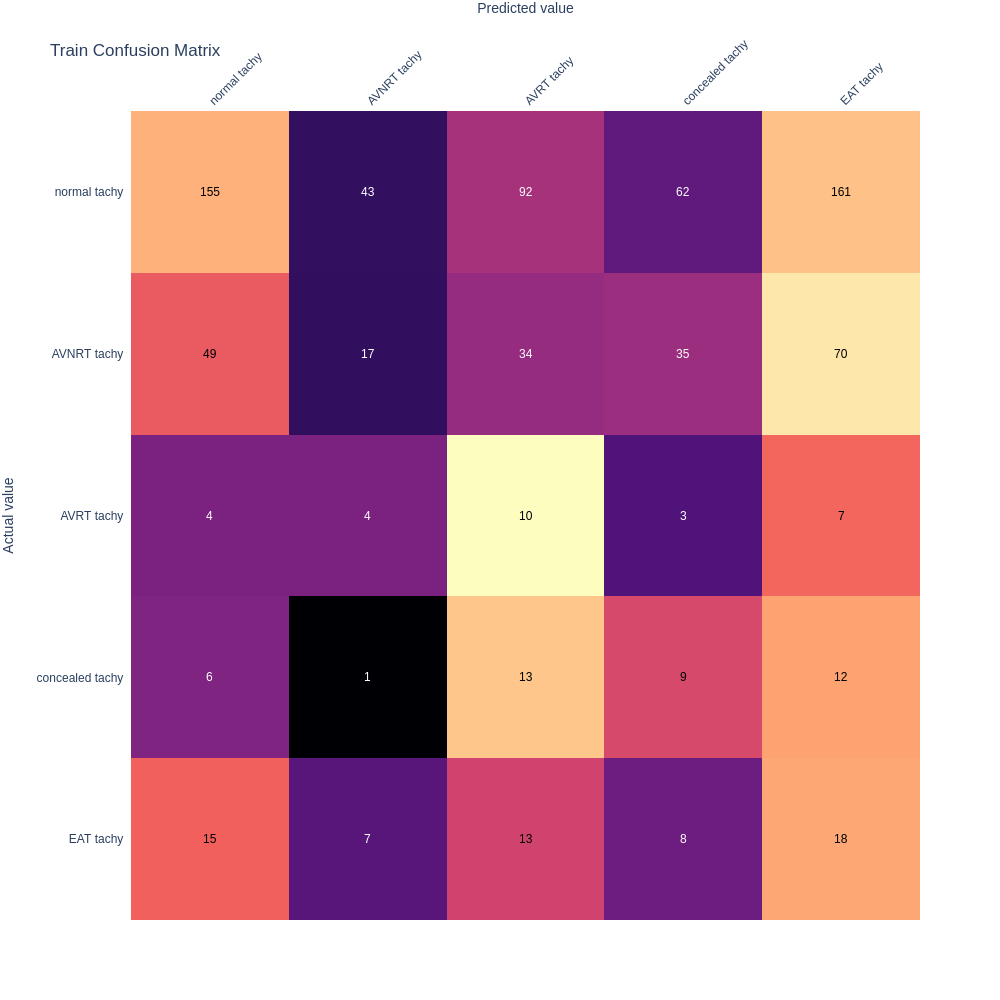 Predicted value
Train Confusion Matrix
normal tachy AVNRT tachy AVRT tachy concealed tachy EAT tachy
normal tachy 155 43 92 62 161
AVNRT tachy 49 17 34 35 70
AVRT tachy 4 4 10 3 7
Actual value
concealed tachy 6 1 13 9 12
EAT tachy 15 7 13 8 18